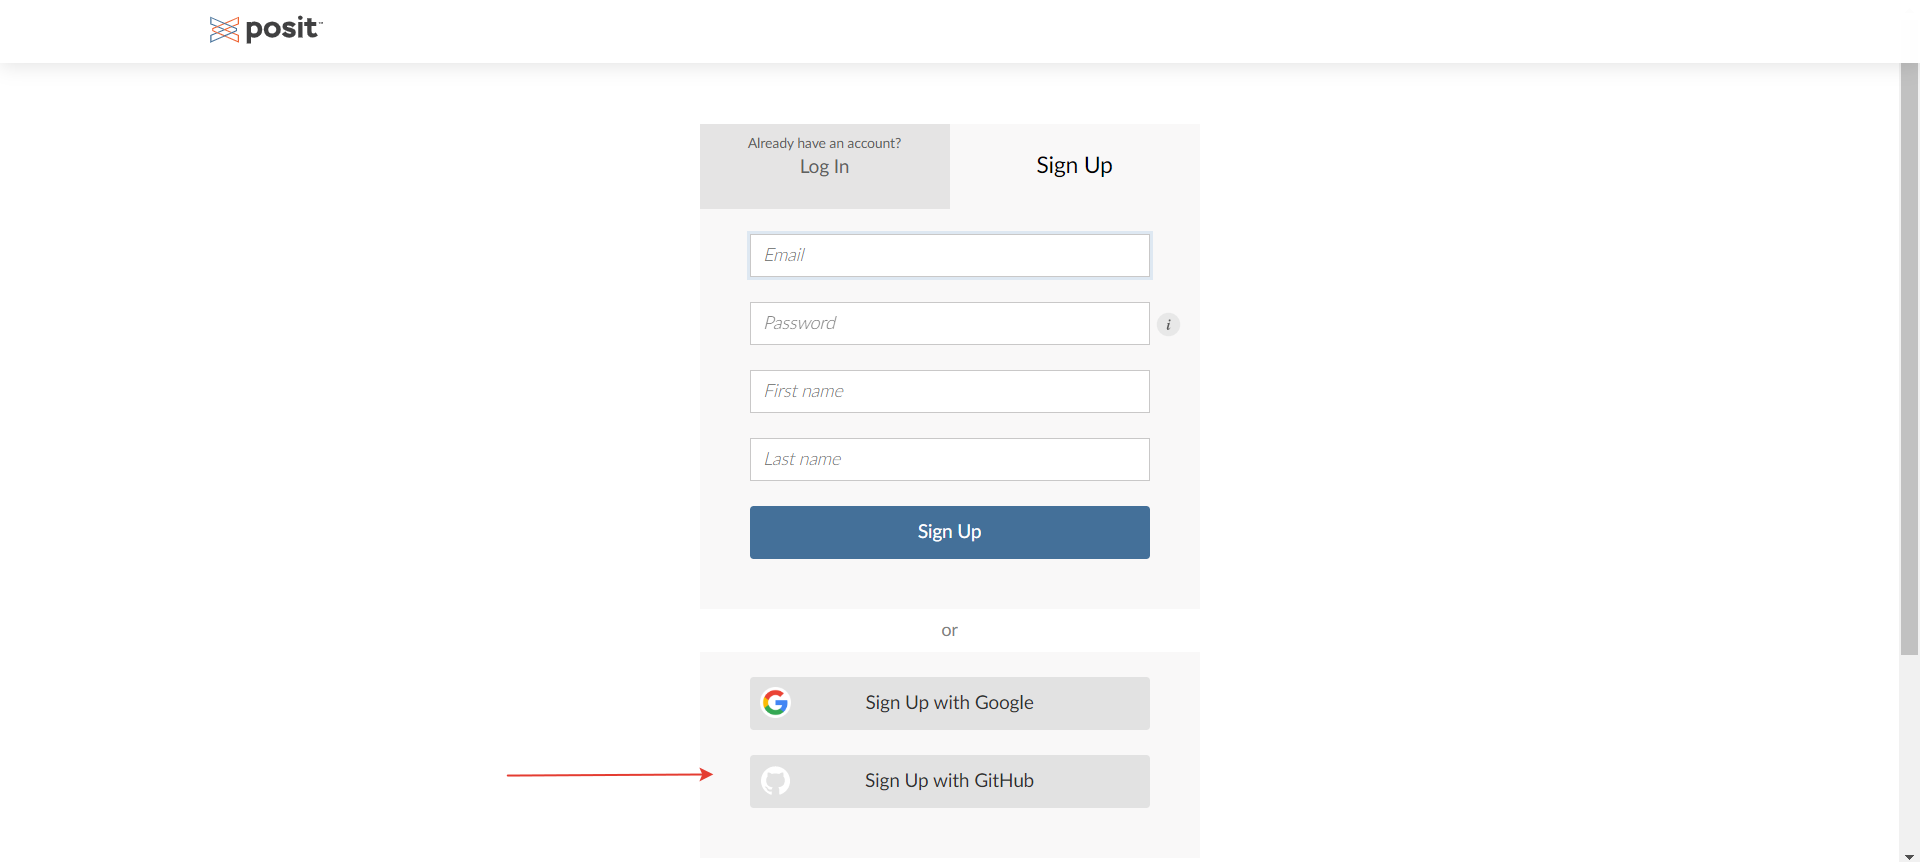 posit™
Already have an account?
Log In
Sign Up
Email
Password
i
First name
Last name
Sign Up
or
Sign Up with Google
Sign Up with GitHub